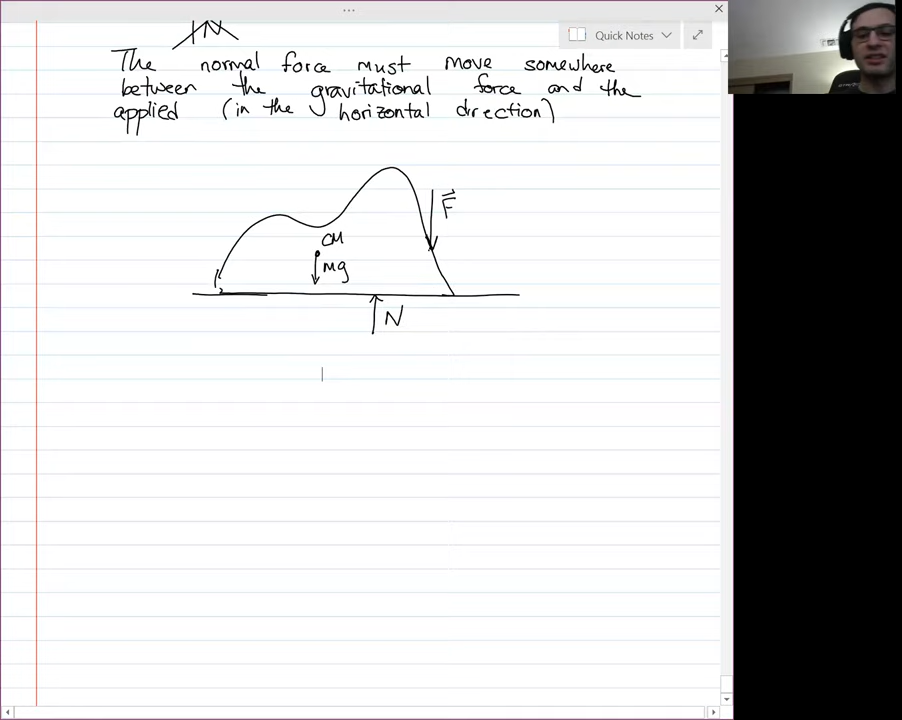 Quick Notes
The normal force must move somewhere
between the gravitational force and the
applied (in the horizontal direction)
F
CM
Mg
N